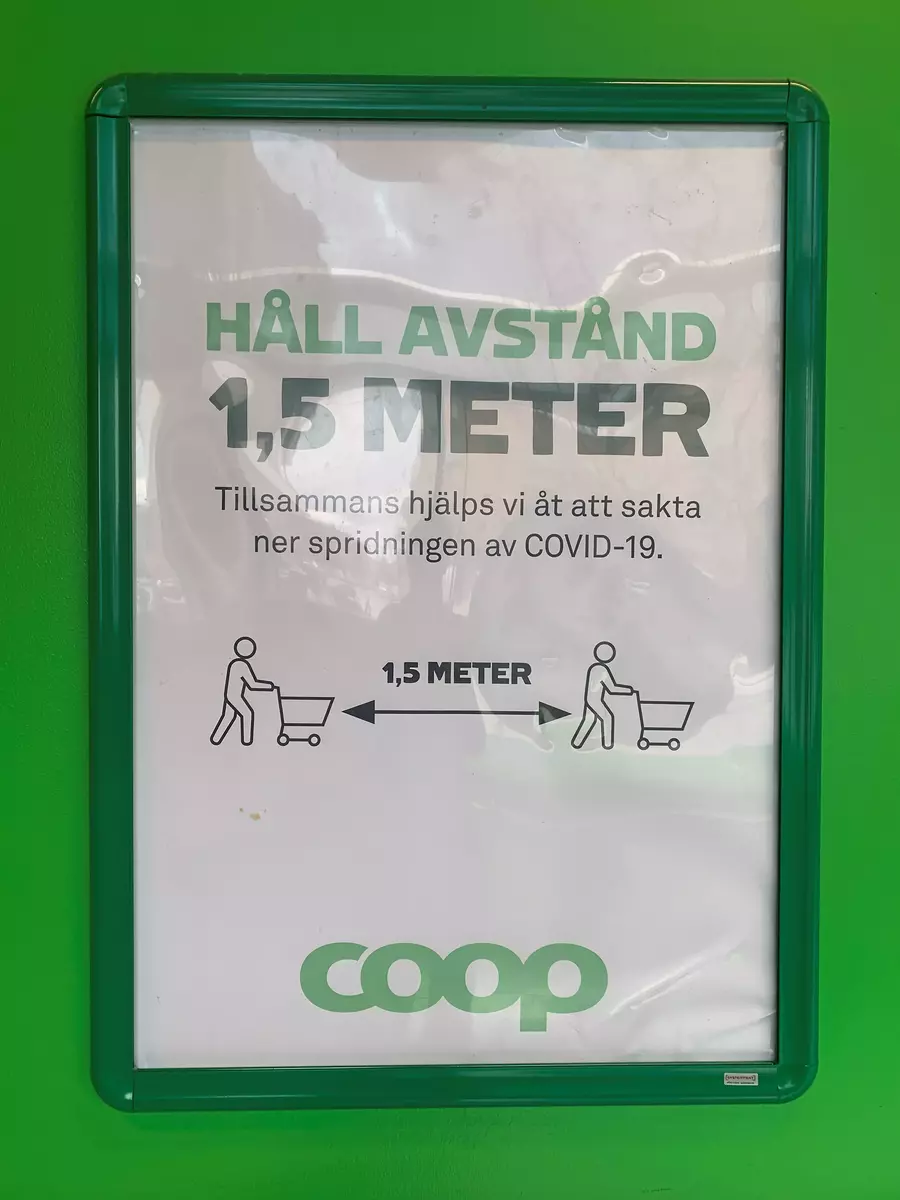 HÅLL AVSTÅND
1,5 METER
Tillsammans hjälps vi åt att sakta
ner spridningen av COVID-19.
1,5 METER
coop